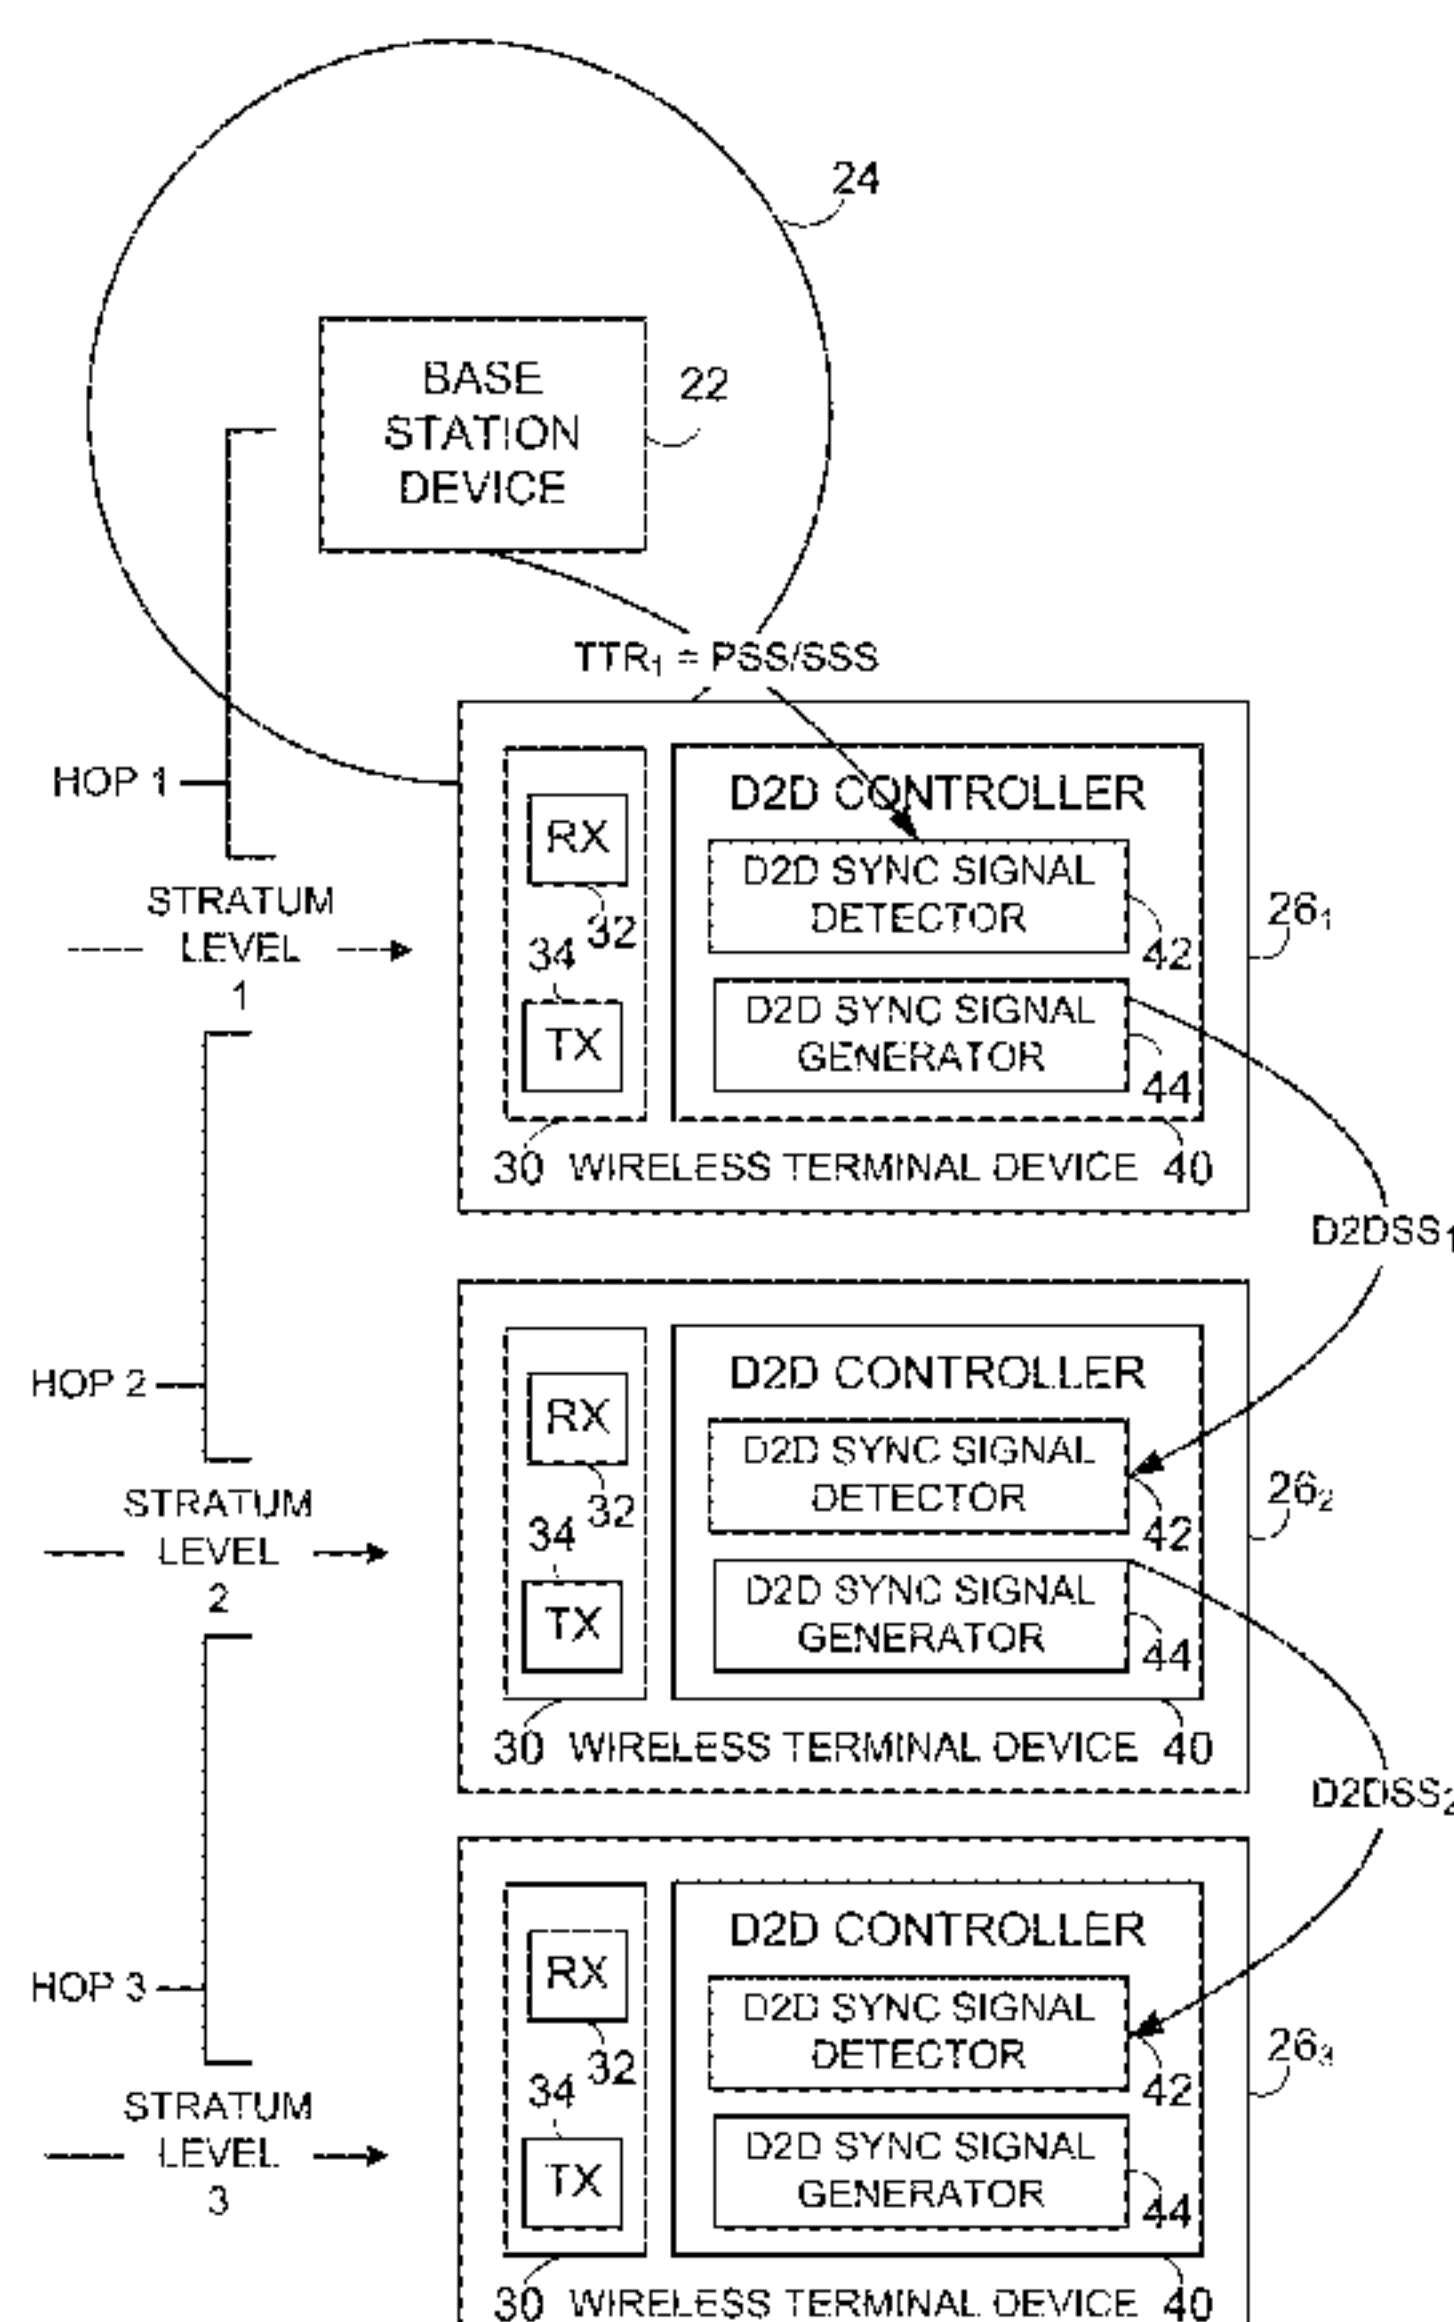 24
BASE
STATION
DEVICE
22
TTR₁ = PSS/SSS
HOP 1
D2D CONTROLLER
RX
32
D2D SYNC SIGNAL
DETECTOR
42
26₁
STRATUM
LEVEL
1
34
TX
D2D SYNC SIGNAL
GENERATOR
44
30 WIRELESS TERMINAL DEVICE 40
D2DSS₁
HOP 2
D2D CONTROLLER
RX
32
D2D SYNC SIGNAL
DETECTOR
42
26₂
STRATUM
LEVEL
2
34
TX
D2D SYNC SIGNAL
GENERATOR
44
30 WIRELESS TERMINAL DEVICE 40
D2DSS₂
HOP 3
D2D CONTROLLER
RX
32
D2D SYNC SIGNAL
DETECTOR
42
26₃
STRATUM
LEVEL
3
34
TX
D2D SYNC SIGNAL
GENERATOR
44
30 WIRELESS TERMINAL DEVICE 40